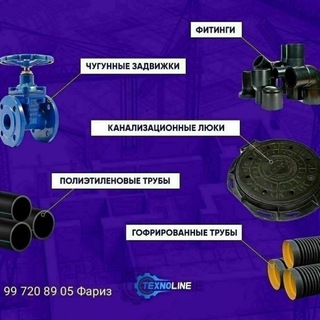 ФИТИНГИ
ЧУГУННЫЕ ЗАДВИЖКИ
КАНАЛИЗАЦИОННЫЕ ЛЮКИ
ПОЛИЭТИЛЕНОВЫЕ ТРУБЫ
ГОФРИРОВАННЫЕ ТРУБЫ
99 720 89 05 Фариз
TEXNOLINE